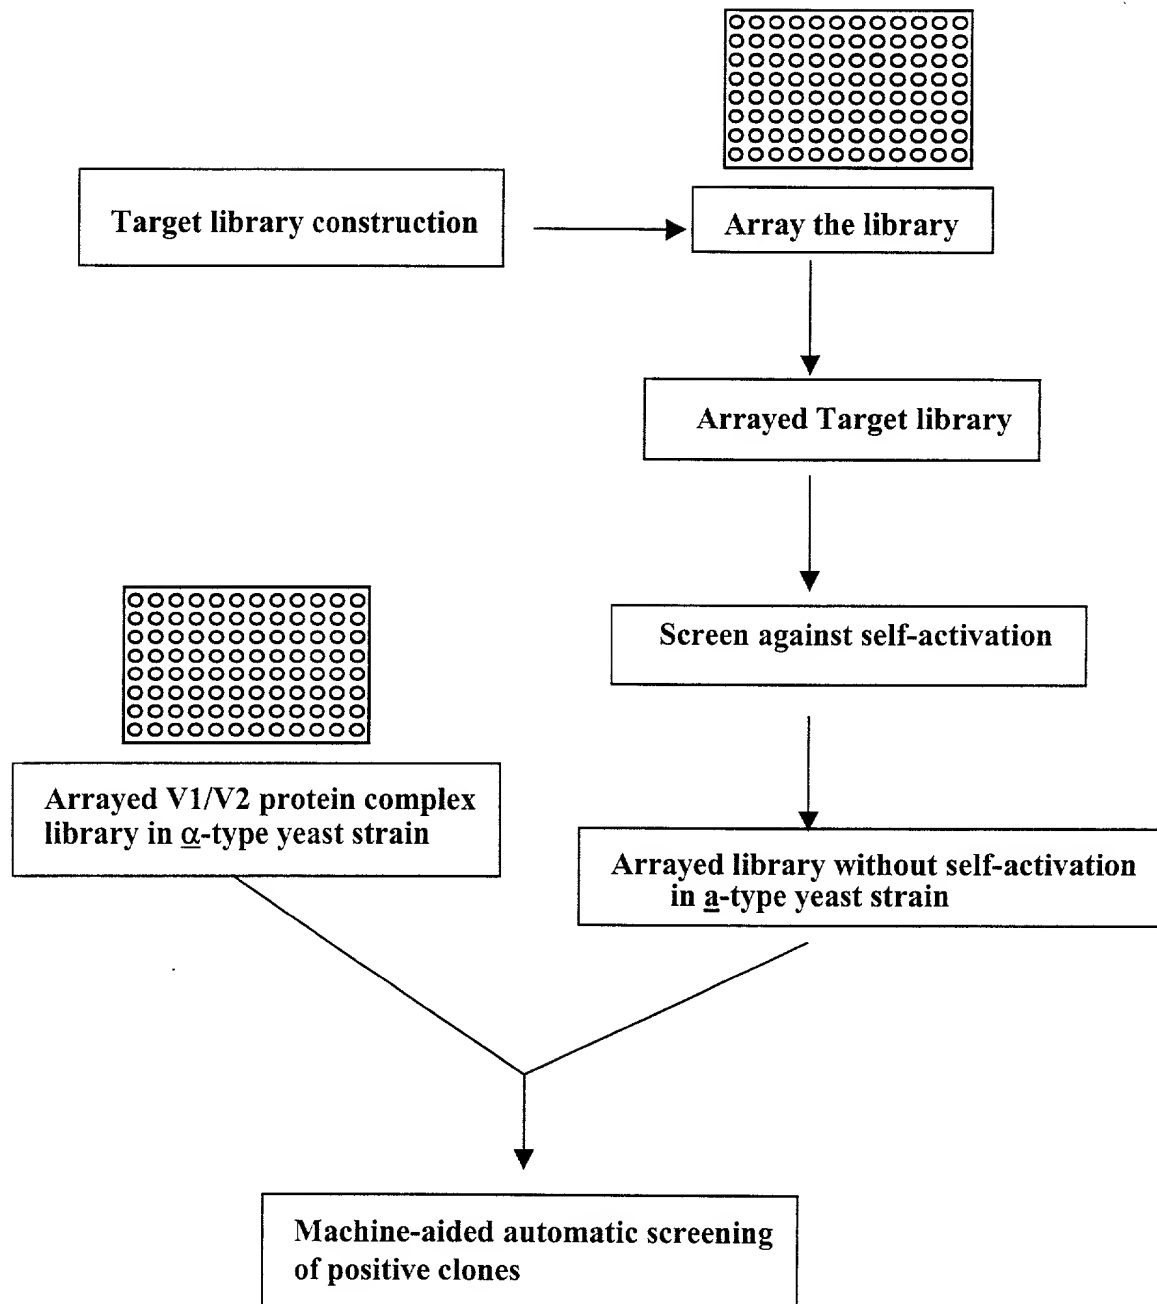 Target library construction
Array the library
Arrayed Target library
Screen against self-activation
Arrayed V1/V2 protein complex
library in α-type yeast strain
Arrayed library without self-activation
in a-type yeast strain
Machine-aided automatic screening
of positive clones